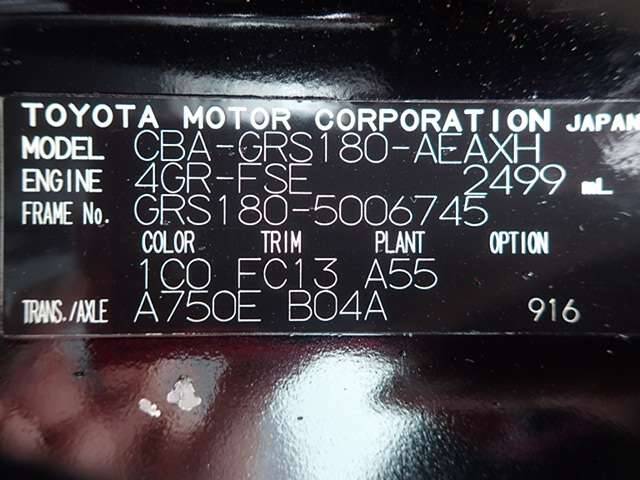 TOYOTA MOTOR CORPORATION JAPAN
MODEL CBA-GRS180-AEAXH
ENGINE 4GR-FSE 2499 mL
FRAME No. GRS180-5006745
COLOR TRIM PLANT OPTION
1C0 FC13 A55
TRANS./AXLE A750E B04A 916